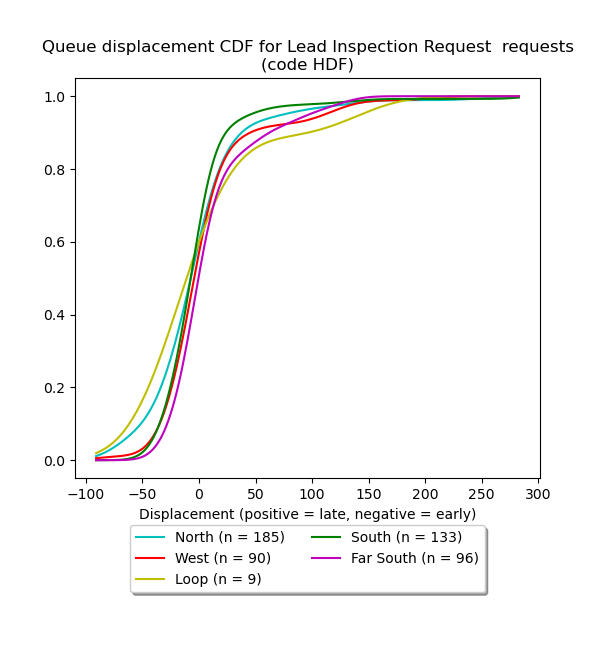 Queue displacement CDF for Lead Inspection Request  requests
(code HDF)
1.0
0.8
0.6
0.4
0.2
0.0
−100 −50 0 50 100 150 200 250 300
Displacement (positive = late, negative = early)
North (n = 185) South (n = 133)
West (n = 90) Far South (n = 96)
Loop (n = 9)